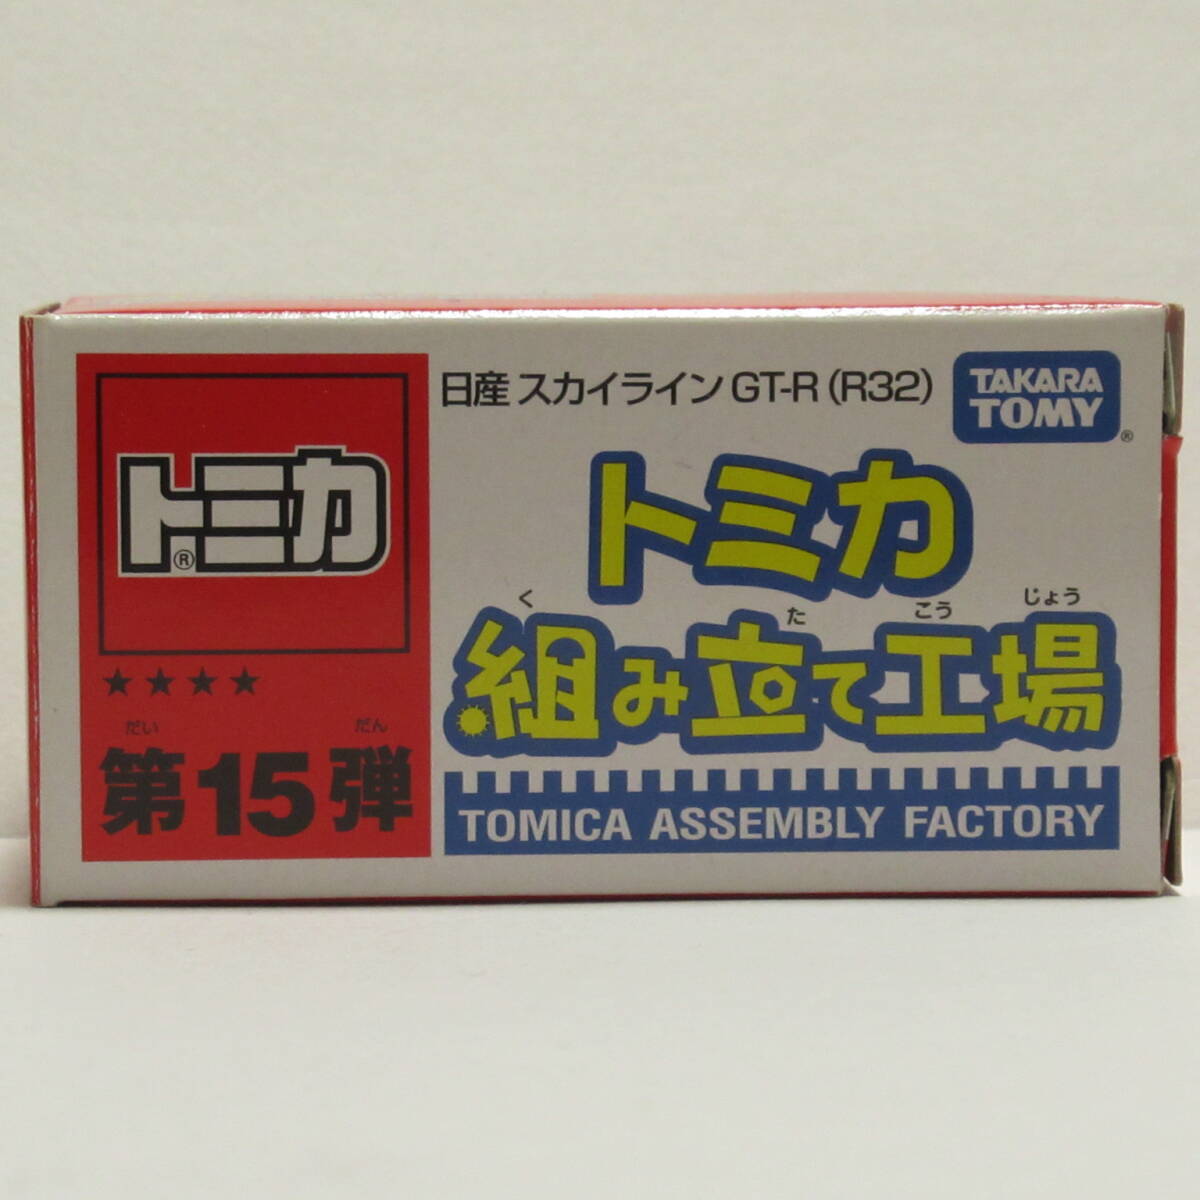 トミカ®
★★★★
だい だん
第15弾
日産 スカイライン GT-R (R32)
TAKARA
TOMY®
トミカ
く た こう じょう
組み立て工場
TOMICA ASSEMBLY FACTORY